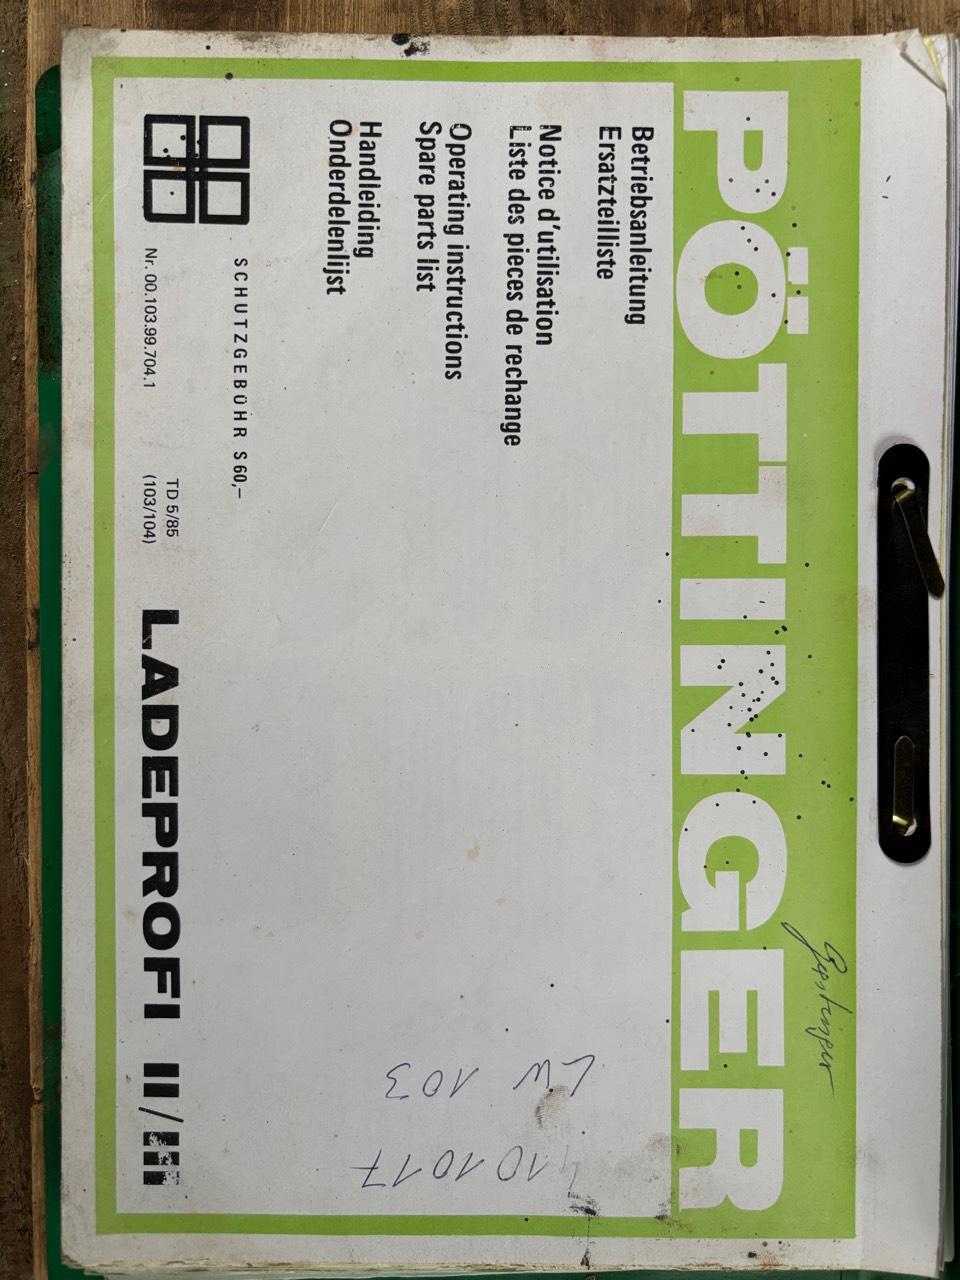 PÖTTINGER
Betriebsanleitung
Ersatzteilliste
Notice d'utilisation
Liste des pieces de rechange
Operating instructions
Spare parts list
Handleiding
Onderdelenlijst
SCHUTZGEBÜHR S 60,–
Nr. 00.103.99.704.1
TD 5/85
(103/104)
LADEPROFI II/III
LW 103
101017